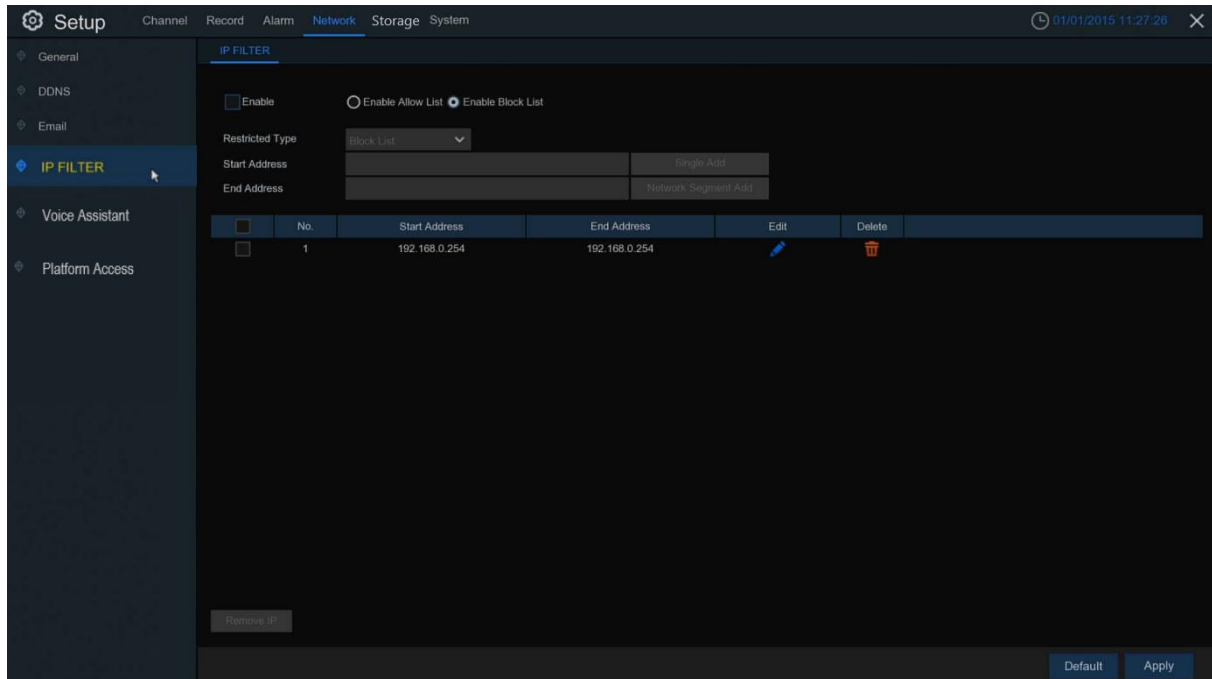 Setup Channel Record Alarm Network Storage System 01/01/2015 11:27:26
General
DDNS
Email
IP FILTER
Voice Assistant
Platform Access
IP FILTER
Enable Enable Allow List Enable Block List
Restricted Type Block List
Start Address Single Add
End Address Network Segment Add
No. Start Address End Address Edit Delete
1 192.168.0.254 192.168.0.254
Remove IP
Default Apply